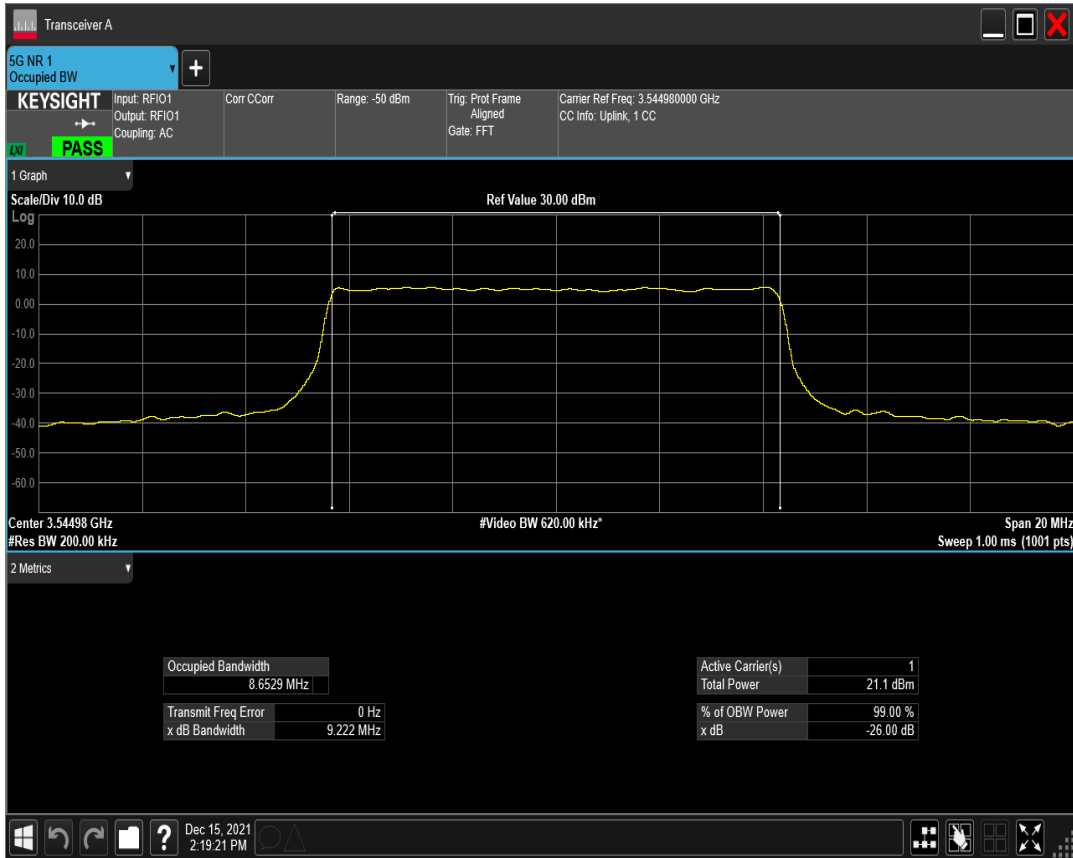 Transceiver A
5G NR 1
Occupied BW
KEYSIGHT
LXI
PASS
Input: RFIO1
Output: RFIO1
Coupling: AC
Corr CCorr
Range: -50 dBm
Trig: Prot Frame
Aligned
Gate: FFT
Carrier Ref Freq: 3.544980000 GHz
CC Info: Uplink, 1 CC
1 Graph
Scale/Div 10.0 dB
Ref Value 30.00 dBm
Log
20.0
10.0
0.00
-10.0
-20.0
-30.0
-40.0
-50.0
-60.0
Center 3.54498 GHz
#Video BW 620.00 kHz*
Span 20 MHz
#Res BW 200.00 kHz
Sweep 1.00 ms (1001 pts)
2 Metrics
Occupied Bandwidth
8.6529 MHz
Transmit Freq Error 0 Hz
x dB Bandwidth 9.222 MHz
Active Carrier(s) 1
Total Power 21.1 dBm
% of OBW Power 99.00 %
x dB -26.00 dB
?
Dec 15, 2021
2:19:21 PM